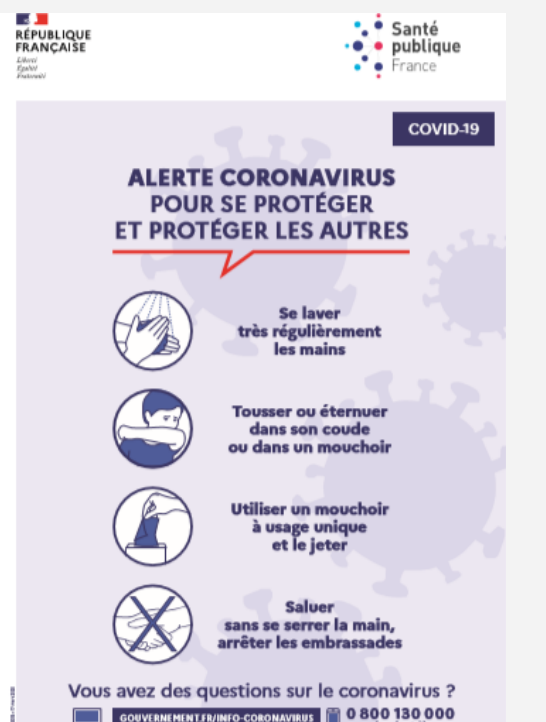 RÉPUBLIQUE
FRANÇAISE
Liberté
Égalité
Fraternité
Santé
publique
France
COVID-19
ALERTE CORONAVIRUS
POUR SE PROTÉGER
ET PROTÉGER LES AUTRES
Se laver
très régulièrement
les mains
Tousser ou éternuer
dans son coude
ou dans un mouchoir
Utiliser un mouchoir
à usage unique
et le jeter
Saluer
sans se serrer la main,
arrêter les embrassades
Vous avez des questions sur le coronavirus ?
GOUVERNEMENT.FR/INFO-CORONAVIRUS
0 800 130 000